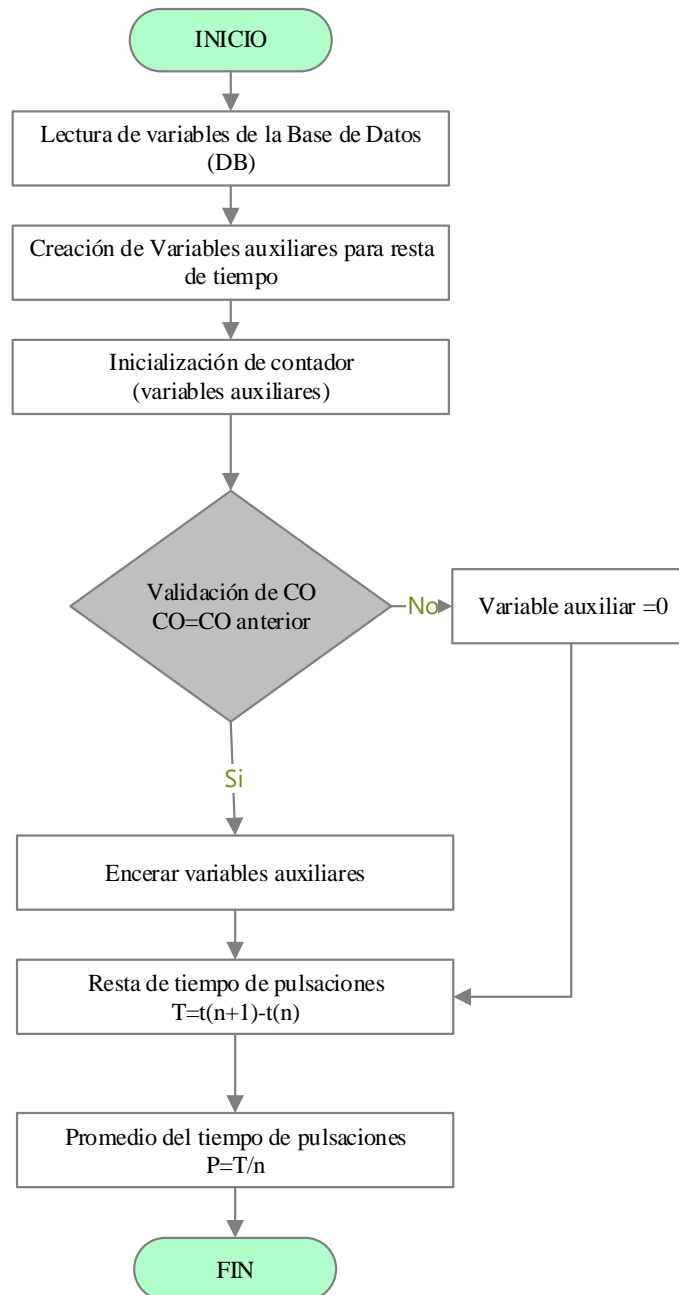 INICIO
Lectura de variables de la Base de Datos
(DB)
Creación de Variables auxiliares para resta
de tiempo
Inicialización de contador
(variables auxiliares)
Validación de CO
CO=CO anterior
No
Variable auxiliar =0
Si
Encerar variables auxiliares
Resta de tiempo de pulsaciones
T=t(n+1)-t(n)
Promedio del tiempo de pulsaciones
P=T/n
FIN